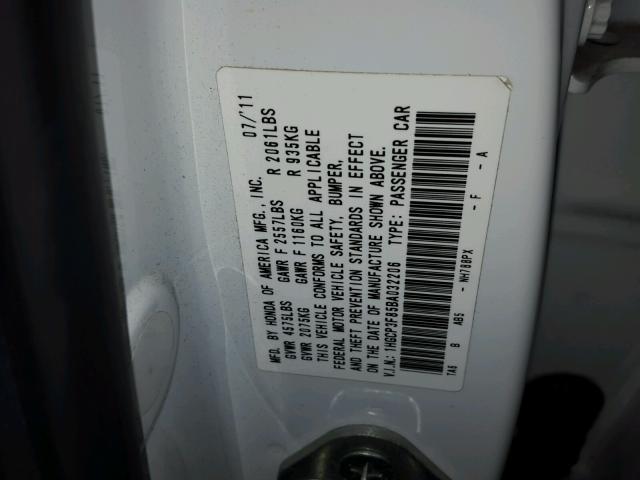 MFD. BY HONDA OF AMERICA MFG., INC. 07/11
GVWR 4575LBS GAWR F 2557LBS R 2061LBS
GVWR 2075KG GAWR F 1160KG R 935KG
THIS VEHICLE CONFORMS TO ALL APPLICABLE
FEDERAL MOTOR VEHICLE SAFETY, BUMPER,
AND THEFT PREVENTION STANDARDS IN EFFECT
ON THE DATE OF MANUFACTURE SHOWN ABOVE.
V.I.N.: 1HGCP3F85BA032206 TYPE: PASSENGER CAR
TA5 B AB5 - NH788PX - F - A